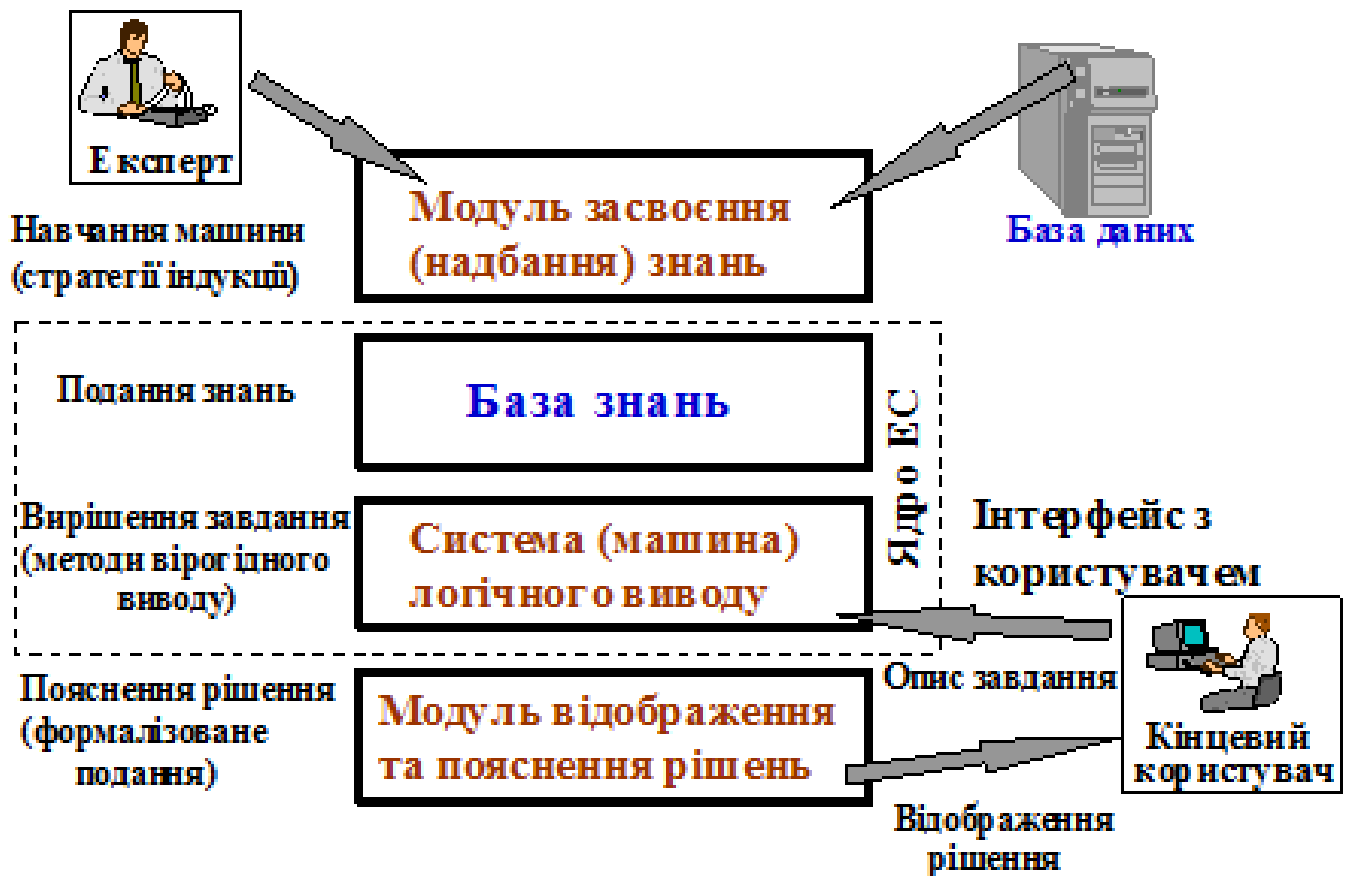 Експерт
Навчання машини
(стратегії індукції)
Модуль засвоєння
(надбання) знань
База даних
Подання знань
База знань
Ядро ЕС
Вирішення завдання
(методи вірогідного
виводу)
Система (машина)
логічного виводу
Інтерфейс з
користувачем
Опис завдання
Кінцевий
користувач
Пояснення рішення
(формалізоване
подання)
Модуль відображення
та пояснення рішень
Відображення
рішення